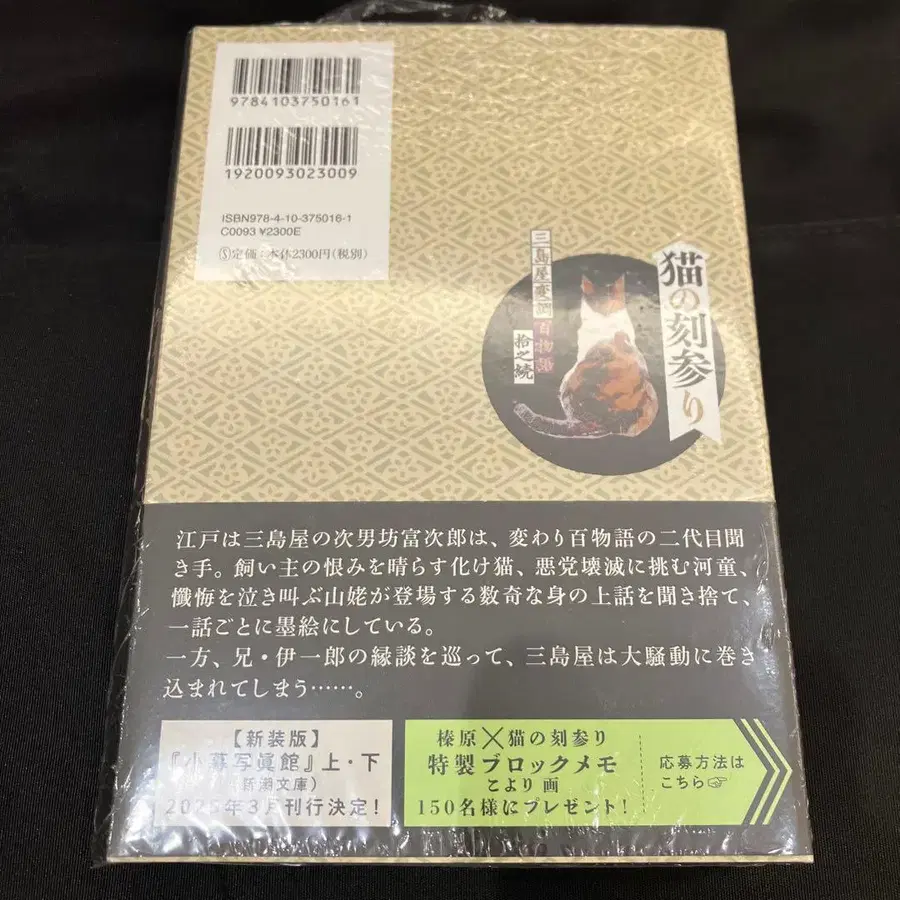 9784103750161
1920093023009
ISBN978-4-10-375016-1
C0093 ¥2300E
Ⓢ定価:本体2300円(税別)
猫の刻参り
三島屋変調百物語
拾之続
江戸は三島屋の次男坊富次郎は、変わり百物語の二代目聞
き手。飼い主の恨みを晴らす化け猫、悪党壊滅に挑む河童、
懺悔を泣き叫ぶ山姥が登場する数奇な身の上話を聞き捨て、
一話ごとに墨絵にしている。
一方、兄・伊一郎の縁談を巡って、三島屋は大騒動に巻き
込まれてしまう……。
【新装版】
『小暮写眞館』上・下
新潮文庫)
2025年3月刊行決定!
榛原×猫の刻参り
特製ブロックメモ
こより 画
150名様にプレゼント!
応募方法は
こちら☞